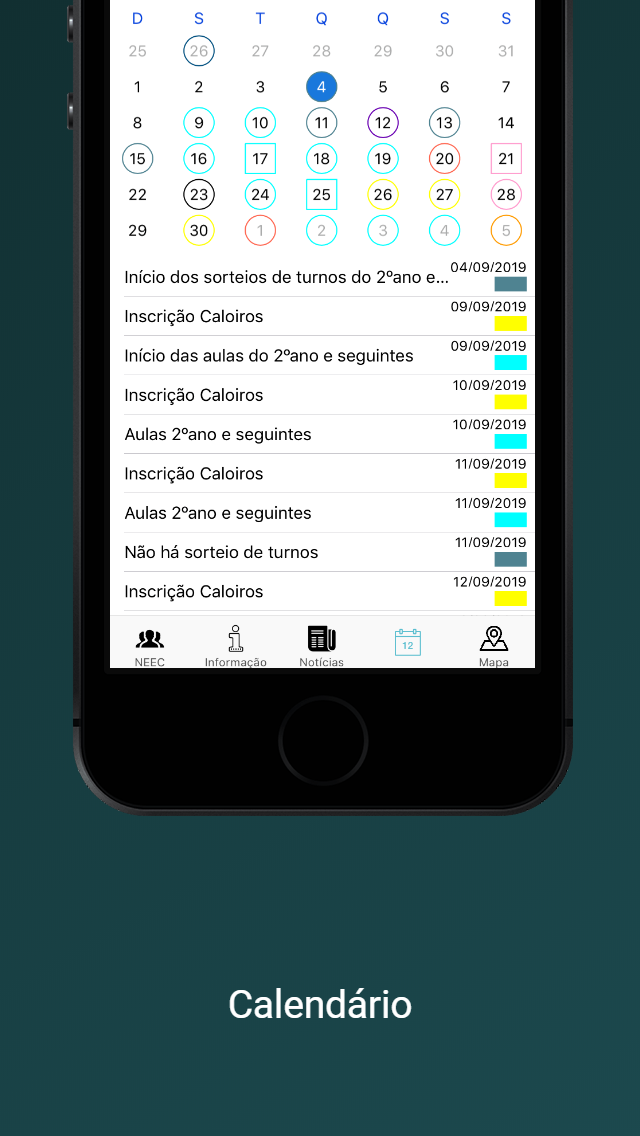 D S T Q Q S S
25 26 27 28 29 30 31
1 2 3 4 5 6 7
8 9 10 11 12 13 14
15 16 17 18 19 20 21
22 23 24 25 26 27 28
29 30 1 2 3 4 5
Início dos sorteios de turnos do 2ºano e... 04/09/2019
Inscrição Caloiros 09/09/2019
Início das aulas do 2ºano e seguintes 09/09/2019
Inscrição Caloiros 10/09/2019
Aulas 2ºano e seguintes 10/09/2019
Inscrição Caloiros 11/09/2019
Aulas 2ºano e seguintes 11/09/2019
Não há sorteio de turnos 11/09/2019
Inscrição Caloiros 12/09/2019
12
NEEC Informação Notícias Mapa
Calendário